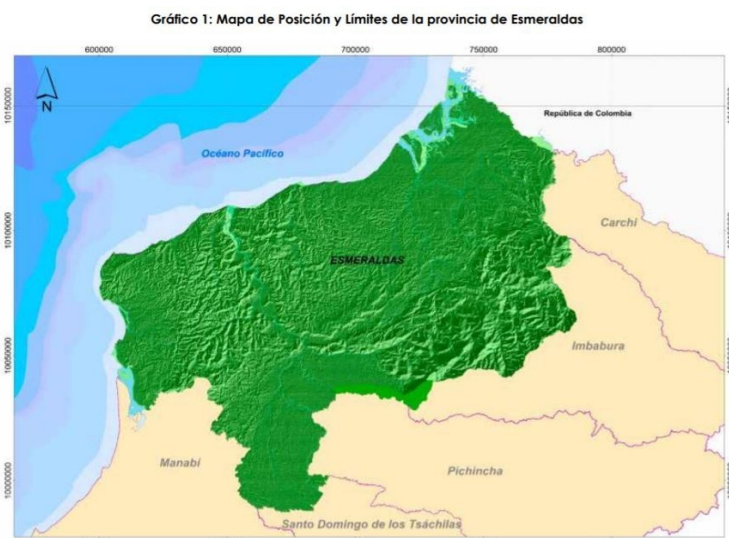 Gráfico 1: Mapa de Posición y Límites de la provincia de Esmeraldas
600000 650000 700000 750000 800000
N
10150000
República de Colombia
Océano Pacífico
Carchi
10100000
ESMERALDAS
Imbabura
10050000
Manabí
Pichincha
10000000
Santo Domingo de los Tsáchilas